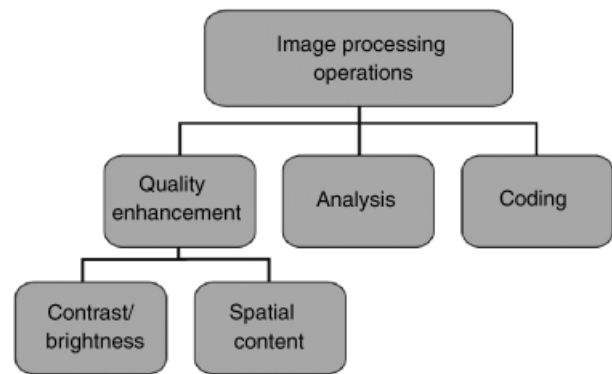 Image processing
operations
Quality
enhancement
Analysis
Coding
Contrast/
brightness
Spatial
content